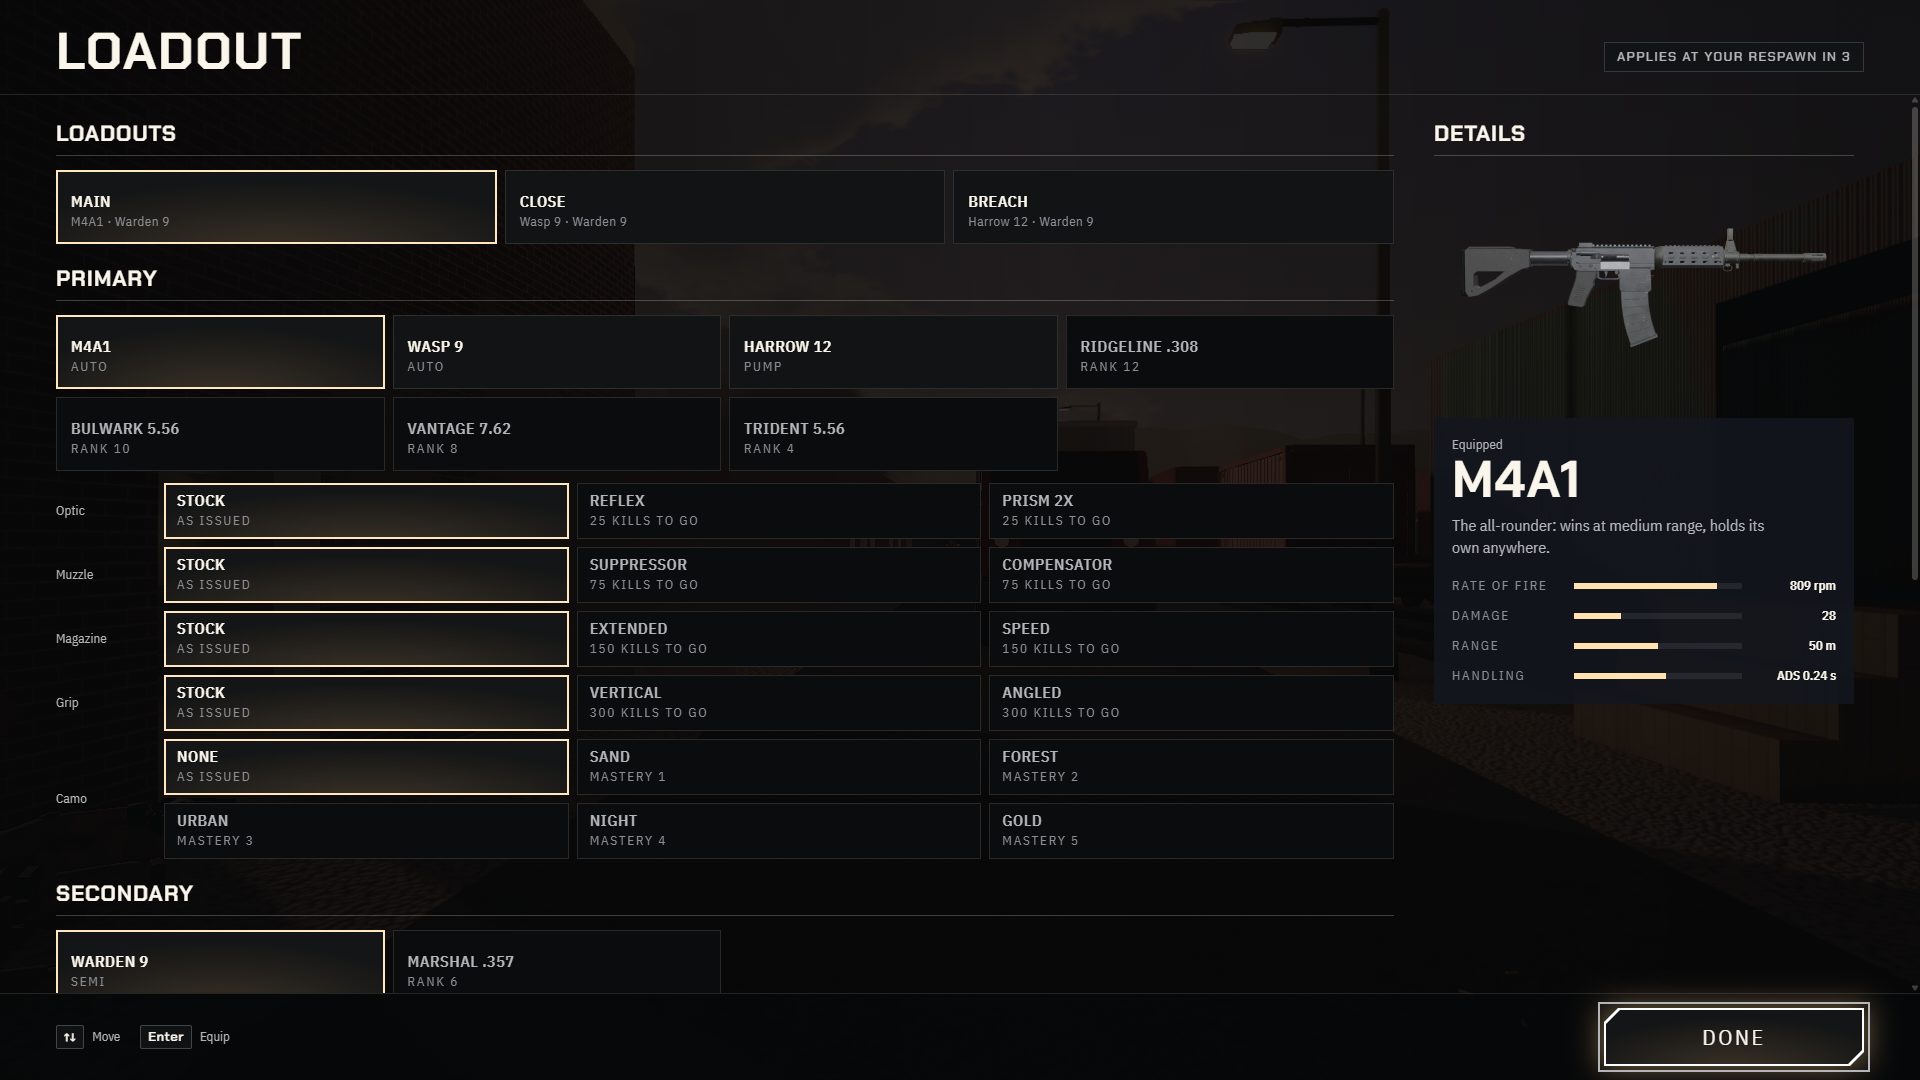 LOADOUT
APPLIES AT YOUR RESPAWN IN 3
LOADOUTS
MAIN
M4A1 · Warden 9
CLOSE
Wasp 9 · Warden 9
BREACH
Harrow 12 · Warden 9
PRIMARY
M4A1
AUTO
WASP 9
AUTO
HARROW 12
PUMP
RIDGELINE .308
RANK 12
BULWARK 5.56
RANK 10
VANTAGE 7.62
RANK 8
TRIDENT 5.56
RANK 4
Optic
STOCK
AS ISSUED
REFLEX
25 KILLS TO GO
PRISM 2X
25 KILLS TO GO
Muzzle
STOCK
AS ISSUED
SUPPRESSOR
75 KILLS TO GO
COMPENSATOR
75 KILLS TO GO
Magazine
STOCK
AS ISSUED
EXTENDED
150 KILLS TO GO
SPEED
150 KILLS TO GO
Grip
STOCK
AS ISSUED
VERTICAL
300 KILLS TO GO
ANGLED
300 KILLS TO GO
Camo
NONE
AS ISSUED
SAND
MASTERY 1
FOREST
MASTERY 2
URBAN
MASTERY 3
NIGHT
MASTERY 4
GOLD
MASTERY 5
SECONDARY
WARDEN 9
SEMI
MARSHAL .357
RANK 6
DETAILS
Equipped
M4A1
The all-rounder: wins at medium range, holds its
own anywhere.
RATE OF FIRE 809 rpm
DAMAGE 28
RANGE 50 m
HANDLING ADS 0.24 s
↑↓ Move Enter Equip
DONE